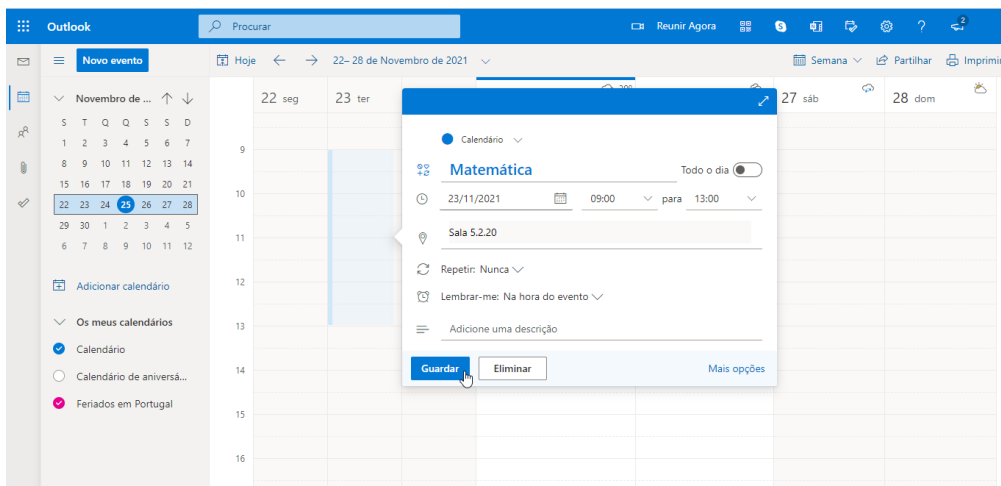 Outlook
Procurar
Reunir Agora
2
Novo evento
Hoje
22–28 de Novembro de 2021
Semana
Partilhar
Imprimir
Novembro de ...
S T Q Q S S D
1 2 3 4 5 6 7
8 9 10 11 12 13 14
15 16 17 18 19 20 21
22 23 24 25 26 27 28
29 30 1 2 3 4 5
6 7 8 9 10 11 12
Adicionar calendário
Os meus calendários
Calendário
Calendário de aniversá...
Feriados em Portugal
22 seg
23 ter
27 sáb
28 dom
9
10
11
12
13
14
15
16
Calendário
Matemática
Todo o dia
23/11/2021
09:00
para
13:00
Sala 5.2.20
Repetir: Nunca
Lembrar-me: Na hora do evento
Adicione uma descrição
Guardar
Eliminar
Mais opções